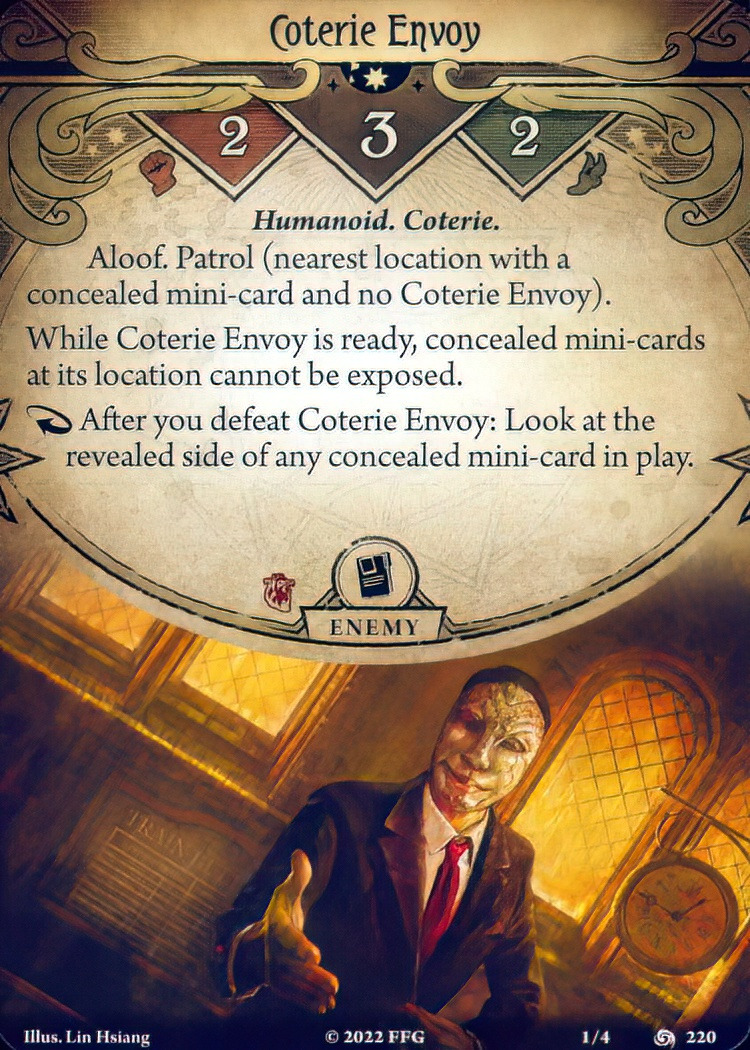 Coterie Envoy
2 3 2
Humanoid. Coterie.
Aloof. Patrol (nearest location with a
concealed mini-card and no Coterie Envoy).
While Coterie Envoy is ready, concealed mini-cards
at its location cannot be exposed.
After you defeat Coterie Envoy: Look at the
revealed side of any concealed mini-card in play.
ENEMY
TRAIN
Illus. Lin Hsiang © 2022 FFG 1/4 220